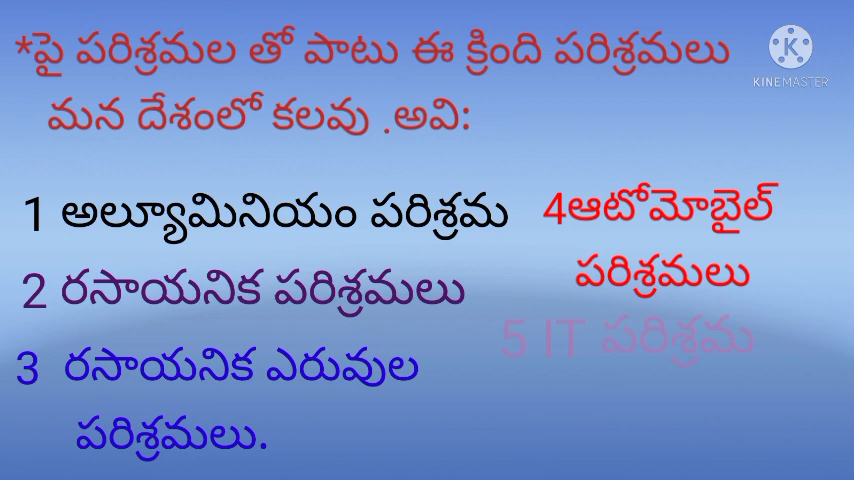 *పై పరిశ్రమల తో పాటు ఈ క్రింది పరిశ్రమలు
మన దేశంలో కలవు .అవి:
1 అల్యూమినియం పరిశ్రమ
2 రసాయనిక పరిశ్రమలు
3 రసాయనిక ఎరువుల
పరిశ్రమలు.
4ఆటోమోబైల్
పరిశ్రమలు
5 IT పరిశ్రమ
K
KINEMASTER